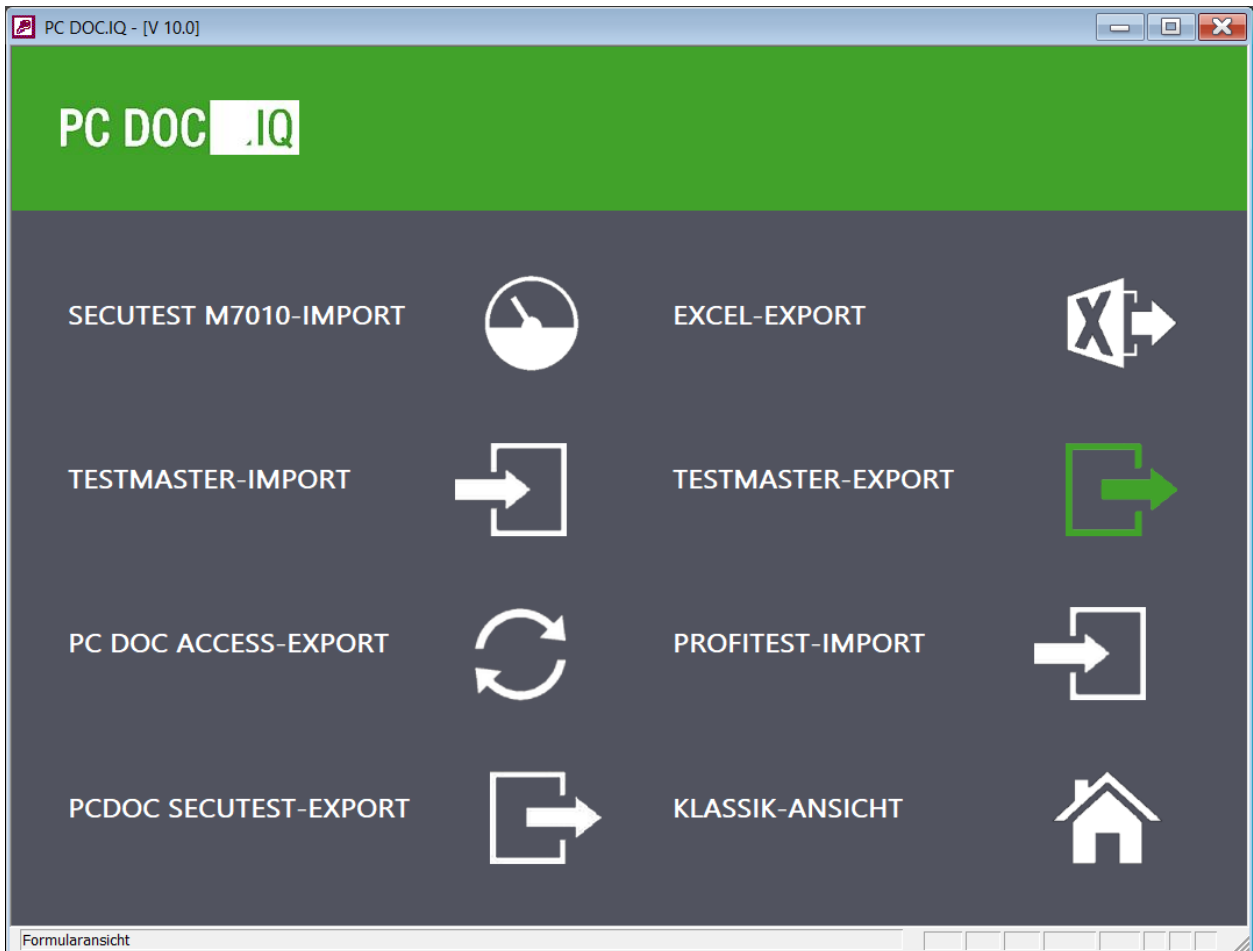 PC DOC.IQ - [V 10.0]
PC DOC .IQ
SECUTEST M7010-IMPORT
EXCEL-EXPORT
TESTMASTER-IMPORT
TESTMASTER-EXPORT
PC DOC ACCESS-EXPORT
PROFITEST-IMPORT
PCDOC SECUTEST-EXPORT
KLASSIK-ANSICHT
Formularansicht